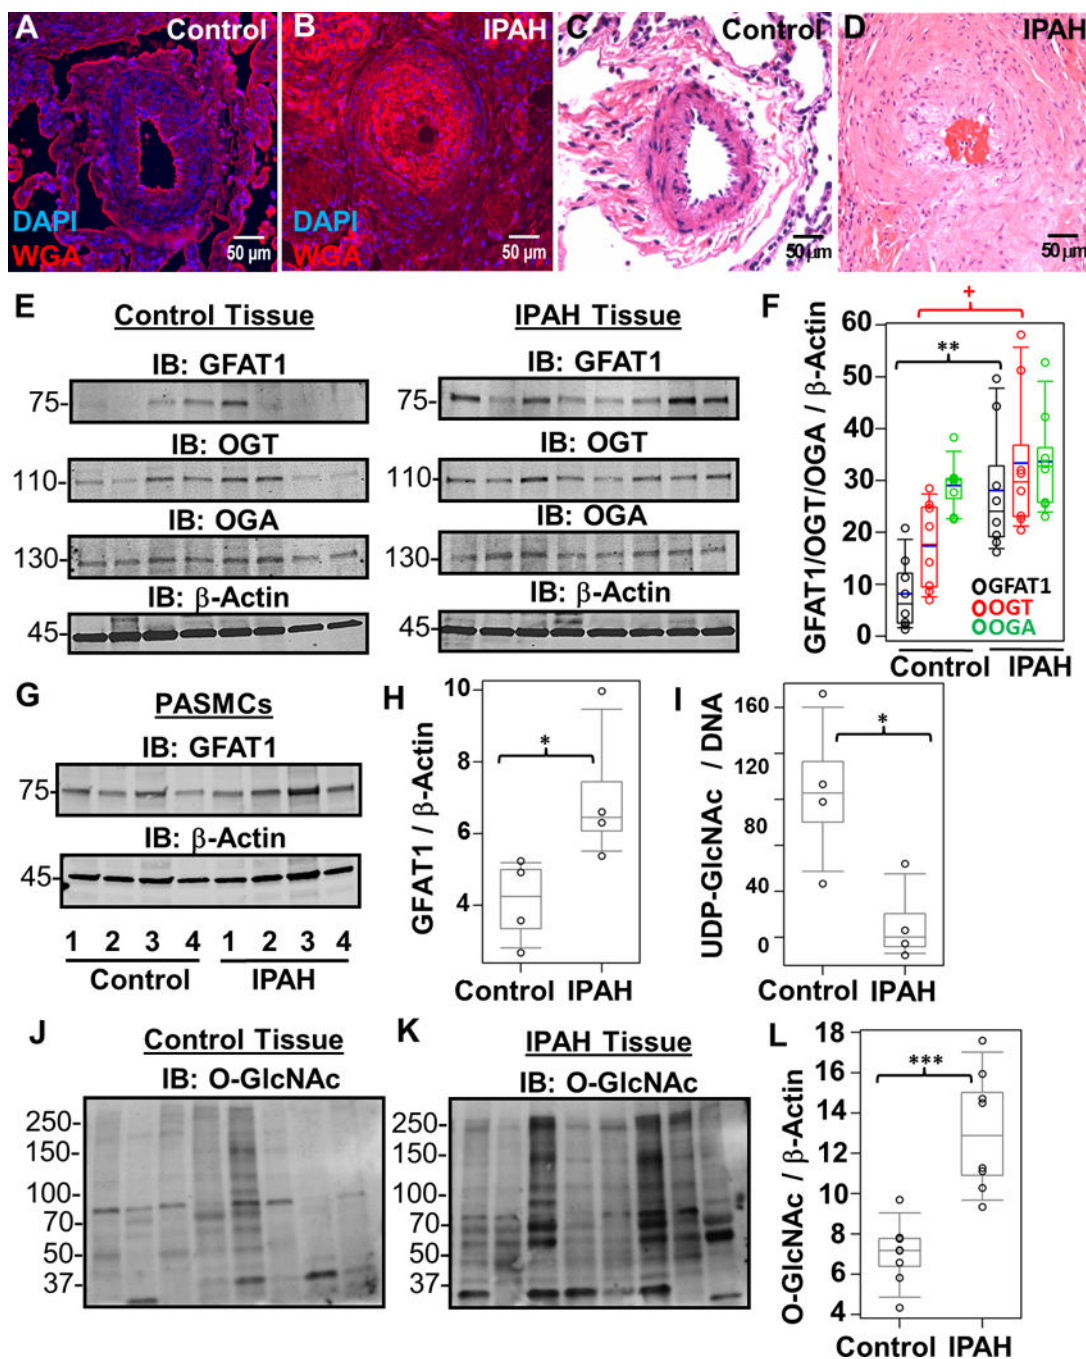 A Control
DAPI
WGA
50 µm
B IPAH
DAPI
WGA
50 µm
C Control
50 µm
D IPAH
50 µm
E
Control Tissue
IB: GFAT1
75-
IB: OGT
110-
IB: OGA
130-
IB: β-Actin
45-
IPAH Tissue
IB: GFAT1
75-
IB: OGT
110-
IB: OGA
130-
IB: β-Actin
45-
F
GFAT1/OGT/OGA / β-Actin
60
50
40
30
20
10
0
+
**
OGFAT1
OOGT
OOGA
Control IPAH
G
PASMCs
IB: GFAT1
75-
IB: β-Actin
45-
1 2 3 4 1 2 3 4
Control IPAH
H
GFAT1 / β-Actin
10
8
6
4
*
Control IPAH
I
UDP-GlcNAc / DNA
160
120
80
40
0
*
Control IPAH
J
Control Tissue
IB: O-GlcNAc
250-
150-
100-
70-
50-
37-
K
IPAH Tissue
IB: O-GlcNAc
250-
150-
100-
70-
50-
37-
L
O-GlcNAc / β-Actin
18
16
14
13
8
6
4
***
Control IPAH